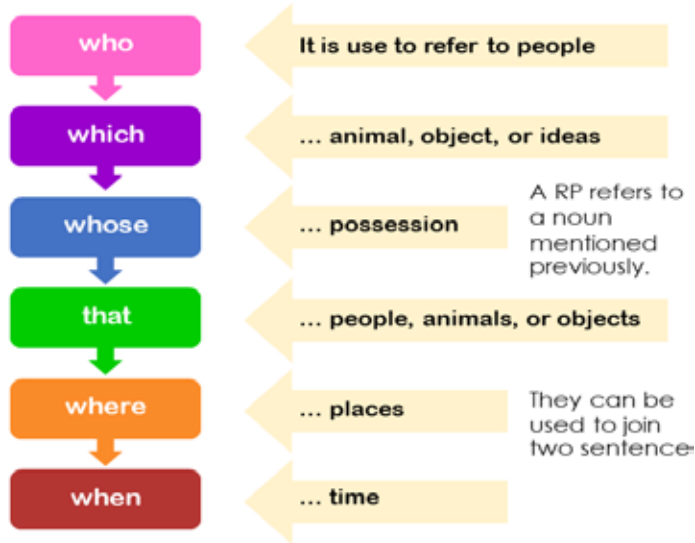 who
It is use to refer to people
which
... animal, object, or ideas
whose
... possession
A RP refers to
a noun
mentioned
previously.
that
... people, animals, or objects
where
... places
They can be
used to join
two sentence
when
... time